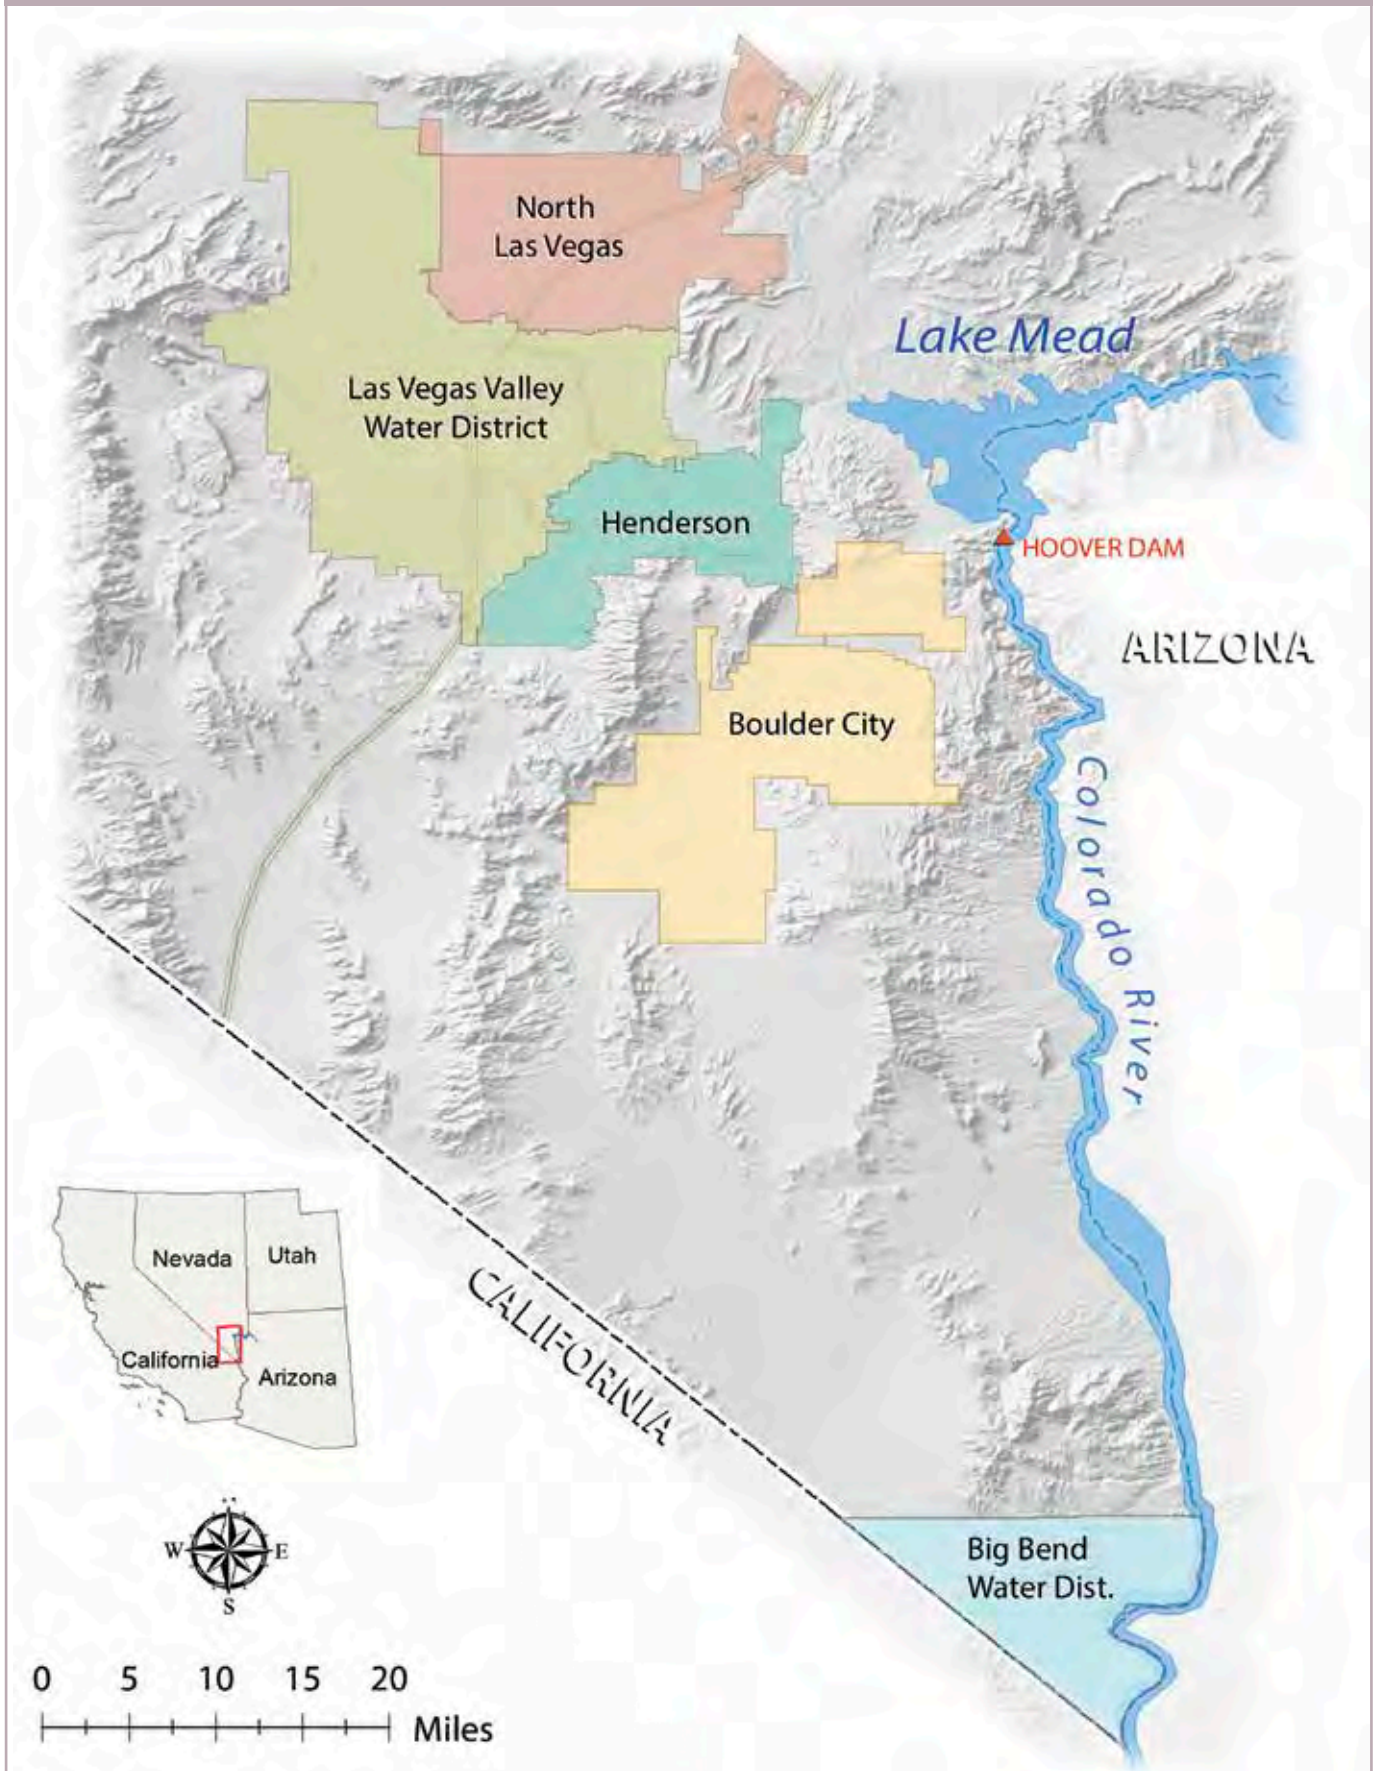 North
Las Vegas
Lake Mead
Las Vegas Valley
Water District
Henderson
HOOVER DAM
ARIZONA
Boulder City
Colorado River
Nevada
Utah
California
Arizona
CALIFORNIA
W
E
S
Big Bend
Water Dist.
0 5 10 15 20
Miles